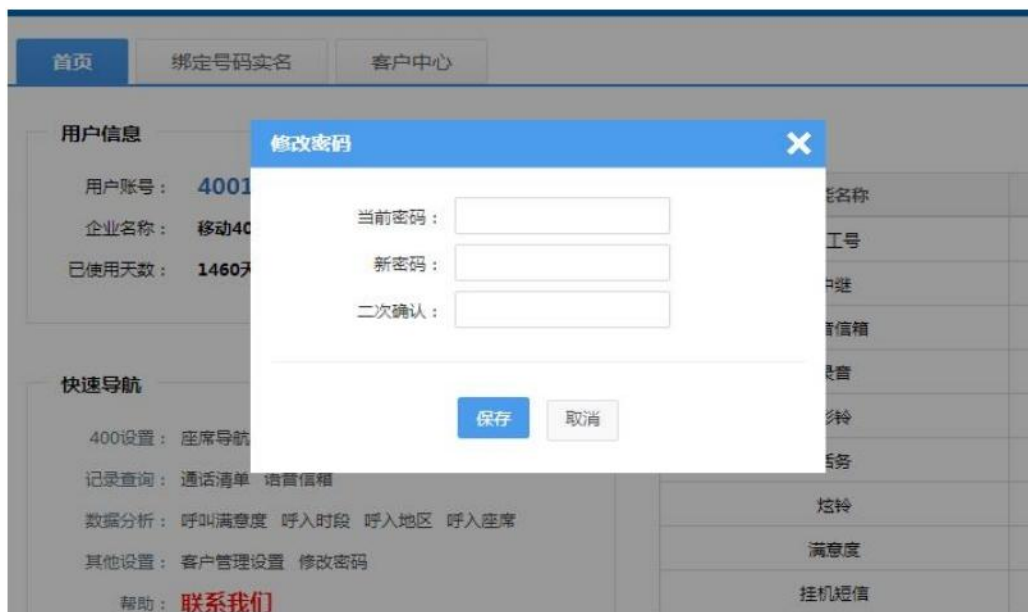 首页 绑定号码实名 客户中心
用户信息
用户账号： 4001
企业名称： 移动40
已使用天数： 1460天
修改密码
当前密码：
新密码：
二次确认：
保存 取消
快速导航
400设置： 座席导航
记录查询： 通话清单 语音信箱
数据分析： 呼叫满意度 呼入时段 呼入地区 呼入座席
其他设置： 客户管理设置 修改密码
帮助： 联系我们
名称
工号
中继
音信箱
录音
彩铃
话务
炫铃
满意度
挂机短信